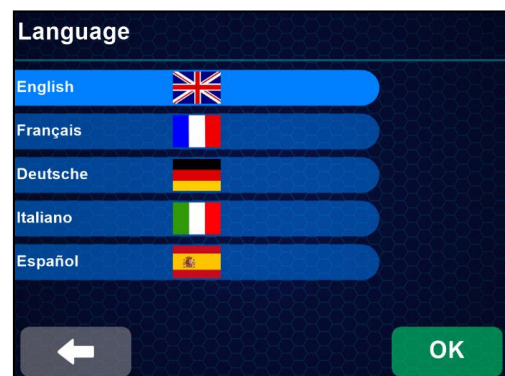 Language
English
Français
Deutsche
Italiano
Español
OK